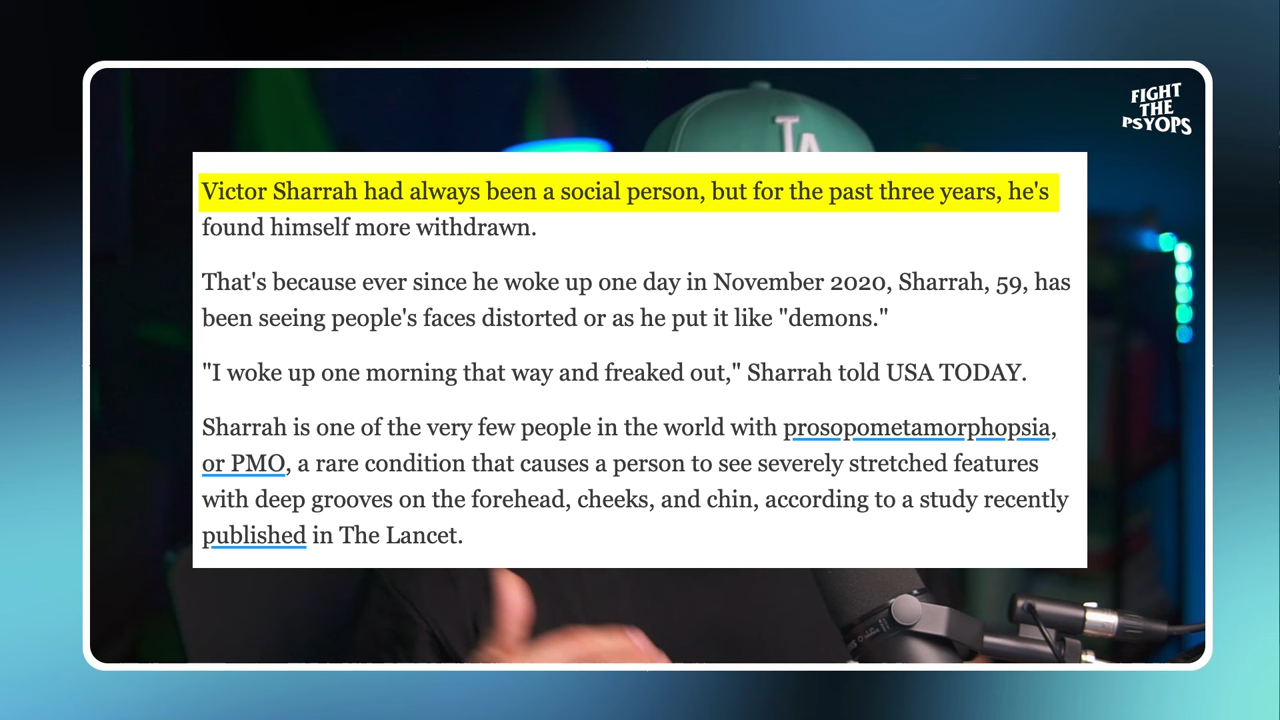 FIGHT
THE
PSYOPS
LA
Victor Sharrah had always been a social person, but for the past three years, he's
found himself more withdrawn.
That's because ever since he woke up one day in November 2020, Sharrah, 59, has
been seeing people's faces distorted or as he put it like "demons."
"I woke up one morning that way and freaked out," Sharrah told USA TODAY.
Sharrah is one of the very few people in the world with prosopometamorphopsia,
or PMO, a rare condition that causes a person to see severely stretched features
with deep grooves on the forehead, cheeks, and chin, according to a study recently
published in The Lancet.